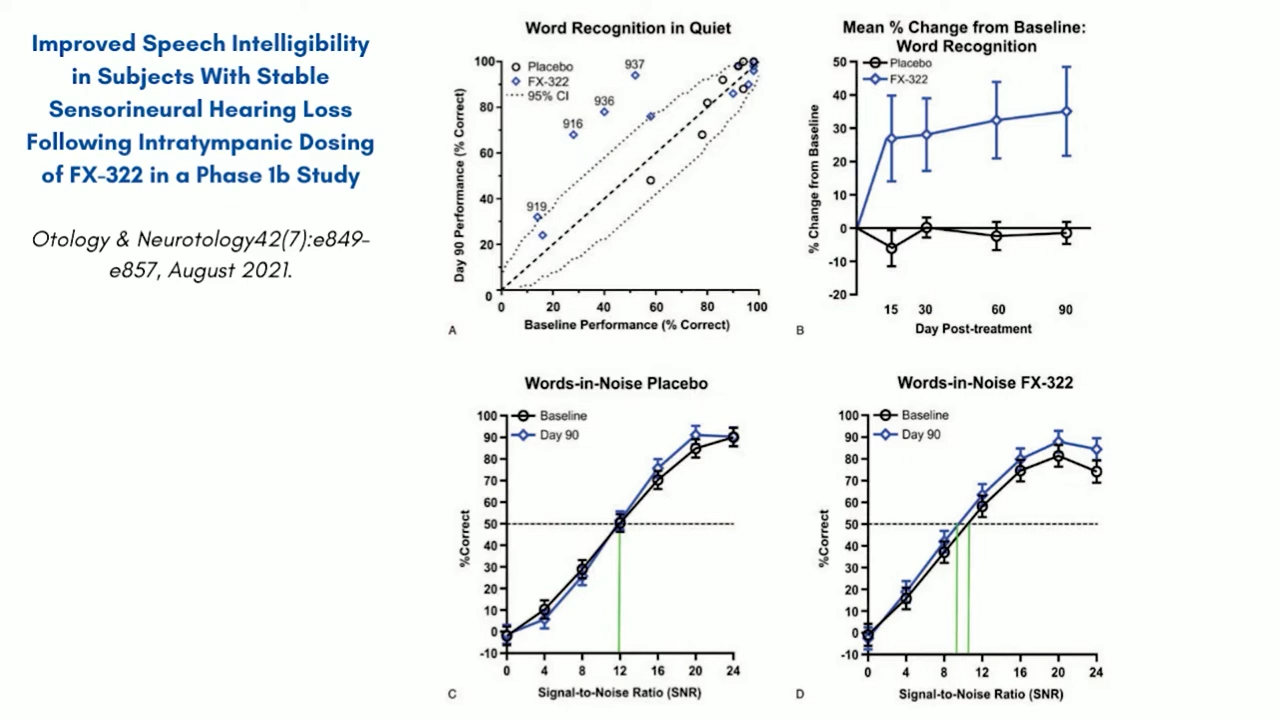 Improved Speech Intelligibility
in Subjects With Stable
Sensorineural Hearing Loss
Following Intratympanic Dosing
of FX-322 in a Phase 1b Study
Otology & Neurotology42(7):e849-
e857, August 2021.
Word Recognition in Quiet
Placebo
FX-322
95% CI
937
936
916
919
100
80
60
40
20
0
0 20 40 60 80 100
Day 90 Performance (% Correct)
Baseline Performance (% Correct)
A
Mean % Change from Baseline:
Word Recognition
Placebo
FX-322
50
40
30
20
10
0
-10
-20
15 30 60 90
% Change from Baseline
Day Post-treatment
B
Words-in-Noise Placebo
Baseline
Day 90
100
90
80
70
60
50
40
30
20
10
0
-10
0 4 8 12 16 20 24
%Correct
Signal-to-Noise Ratio (SNR)
C
Words-in-Noise FX-322
Baseline
Day 90
100
90
80
70
60
50
40
30
20
10
0
-10
0 4 8 12 16 20 24
%Correct
Signal-to-Noise Ratio (SNR)
D